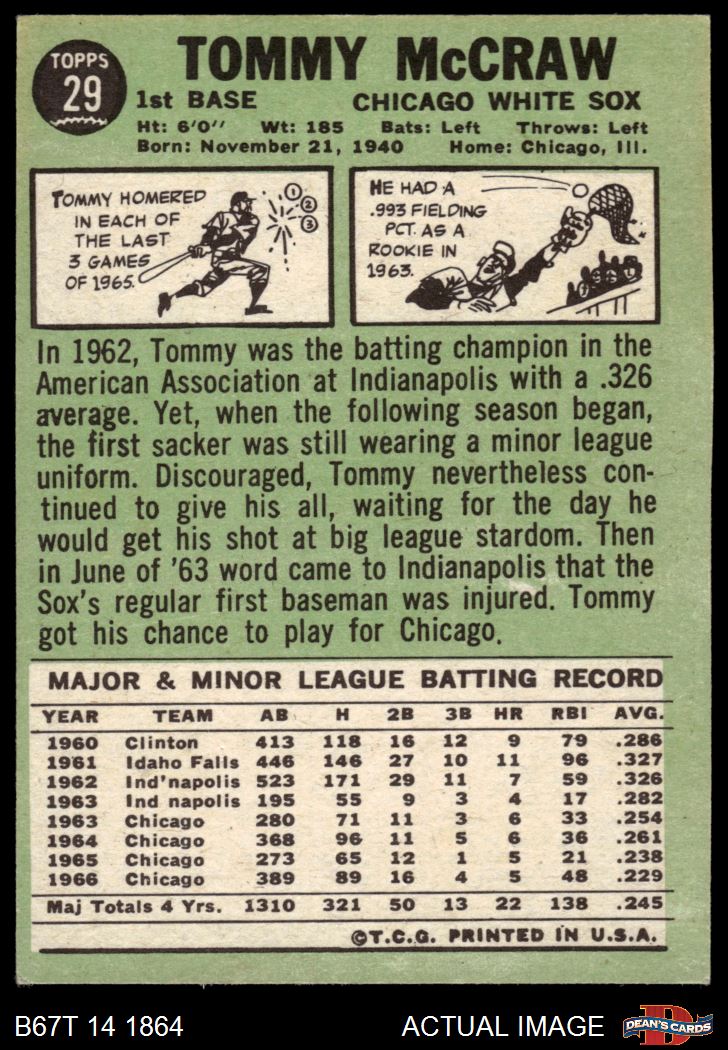 TOPPS
29
TOMMY McCRAW
1st BASE CHICAGO WHITE SOX
Ht: 6'0" Wt: 185 Bats: Left Throws: Left
Born: November 21, 1940 Home: Chicago, Ill.
TOMMY HOMERED
IN EACH OF
THE LAST
3 GAMES
OF 1965.
1
2
3
HE HAD A
.993 FIELDING
PCT. AS A
ROOKIE IN
1963.
In 1962, Tommy was the batting champion in the
American Association at Indianapolis with a .326
average. Yet, when the following season began,
the first sacker was still wearing a minor league
uniform. Discouraged, Tommy nevertheless con-
tinued to give his all, waiting for the day he
would get his shot at big league stardom. Then
in June of '63 word came to Indianapolis that the
Sox's regular first baseman was injured. Tommy
got his chance to play for Chicago.
MAJOR & MINOR LEAGUE BATTING RECORD
YEAR TEAM AB H 2B 3B HR RBI AVG.
1960 Clinton 413 118 16 12 9 79 .286
1961 Idaho Falls 446 146 27 10 11 96 .327
1962 Ind'napolis 523 171 29 11 7 59 .326
1963 Ind napolis 195 55 9 3 4 17 .282
1963 Chicago 280 71 11 3 6 33 .254
1964 Chicago 368 96 11 5 6 36 .261
1965 Chicago 273 65 12 1 5 21 .238
1966 Chicago 389 89 16 4 5 48 .229
Maj Totals 4 Yrs. 1310 321 50 13 22 138 .245
©T.C.G. PRINTED IN U.S.A.
B67T 14 1864 ACTUAL IMAGE
D
DEAN'S CARDS